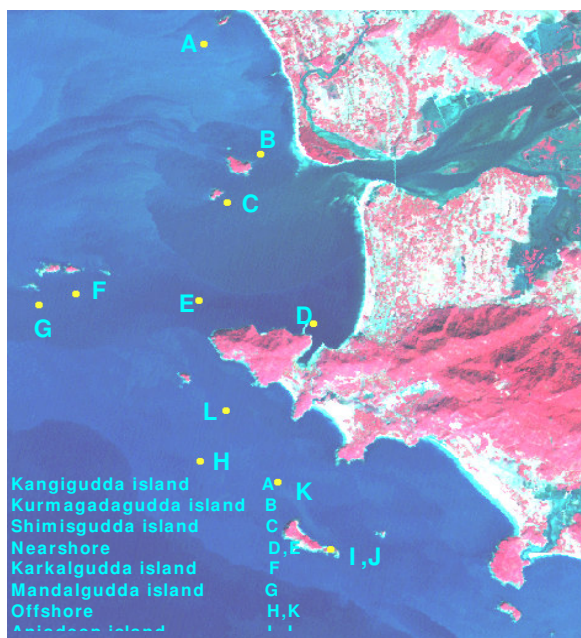 A
B
C
F
E
G
D
L
H
K
I ,J
Kangigudda island A
Kurmagadagudda island B
Shimisgudda island C
Nearshore D,E
Karkalgudda island F
Mandalgudda island G
Offshore H,K